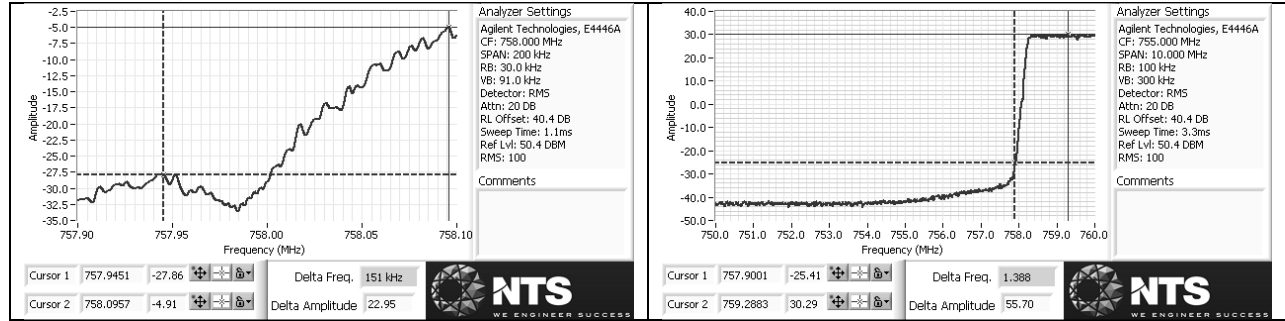 -2.5
-5.0
-7.5
-10.0
-12.5
-15.0
-17.5
-20.0
-22.5
-25.0
-27.5
-30.0
-32.5
-35.0
Amplitude
757.90 757.95 758.00 758.05 758.10
Frequency (MHz)
Analyzer Settings
Agilent Technologies, E4446A
CF: 758.000 MHz
SPAN: 200 kHz
RB: 30.0 kHz
VB: 91.0 kHz
Detector: RMS
Attn: 20 DB
RL Offset: 40.4 DB
Sweep Time: 1.1ms
Ref Lvl: 50.4 DBM
RMS: 100
Comments
Cursor 1 757.9451 -27.86
Cursor 2 758.0957 -4.91
Delta Freq. 151 kHz
Delta Amplitude 22.95
NTS
WE ENGINEER SUCCESS
40.0
30.0
20.0
10.0
0.0
-10.0
-20.0
-30.0
-40.0
-50.0
Amplitude
750.0 751.0 752.0 753.0 754.0 755.0 756.0 757.0 758.0 759.0 760.0
Frequency (MHz)
Analyzer Settings
Agilent Technologies, E4446A
CF: 755.000 MHz
SPAN: 10.000 MHz
RB: 100 kHz
VB: 300 kHz
Detector: RMS
Attn: 20 DB
RL Offset: 40.4 DB
Sweep Time: 3.3ms
Ref Lvl: 50.4 DBM
RMS: 100
Comments
Cursor 1 757.9001 -25.41
Cursor 2 759.2883 30.29
Delta Freq. 1.388
Delta Amplitude 55.70
NTS
WE ENGINEER SUCCESS